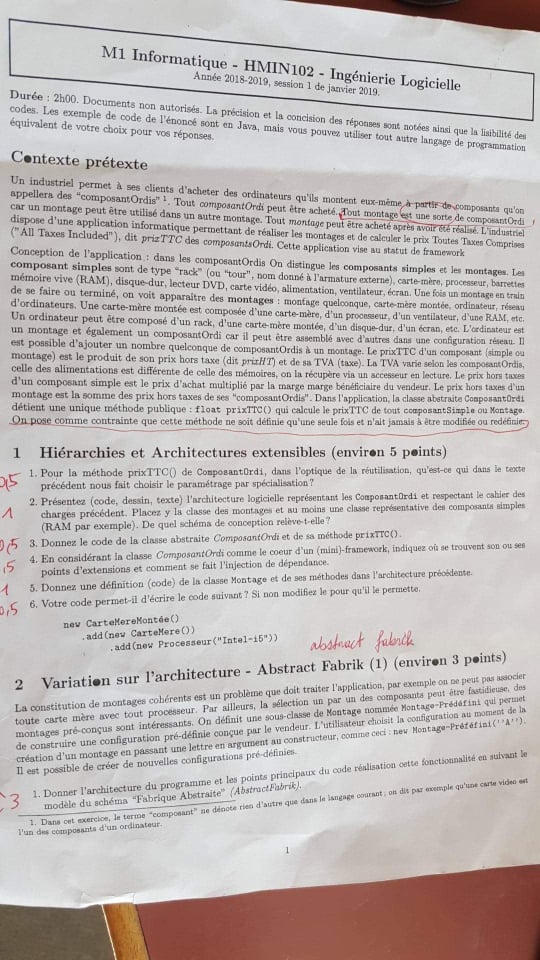 M1 Informatique - HMIN102 - Ingénierie Logicielle
Année 2018-2019, session 1 de janvier 2019.
Durée : 2h00. Documents non autorisés. La précision et la concision des réponses sont notées ainsi que la lisibilité des
codes. Les exemple de code de l'énoncé sont en Java, mais vous pouvez utiliser tout autre langage de programmation
équivalent de votre choix pour vos réponses.
Contexte prétexte
Un industriel permet à ses clients d'acheter des ordinateurs qu'ils montent eux-même à partir de composants qu'on
appellera des "composantOrdis" 1. Tout composantOrdi peut être acheté. Tout montage est une sorte de composantOrdi
car un montage peut être utilisé dans un autre montage. Tout montage peut être acheté après avoir été réalisé. L'industriel
dispose d'une application informatique permettant de réaliser les montages et de calculer le prix Toutes Taxes Comprises
("All Taxes Included"), dit prixTTC des composantsOrdi. Cette application vise au statut de framework
Conception de l'application : dans les composantOrdis On distingue les composants simples et les montages. Les
composant simples sont de type "rack" (ou "tour", nom donné à l'armature externe), carte-mère, processeur, barrettes
mémoire vive (RAM), disque-dur, lecteur DVD, carte vidéo, alimentation, ventilateur, écran. Une fois un montage en train
de se faire ou terminé, on voit apparaître des montages : montage quelconque, carte-mère montée, ordinateur, réseau
d'ordinateurs. Une carte-mère montée est composée d'une carte-mère, d'un processeur, d'un ventilateur, d'une RAM, etc.
Un ordinateur peut être composé d'un rack, d'une carte-mère montée, d'un disque-dur, d'un écran, etc. L'ordinateur est
un montage et également un composantOrdi car il peut être assemblé avec d'autres dans une configuration réseau. Il
est possible d'ajouter un nombre quelconque de composantOrdis à un montage. Le prixTTC d'un composant (simple ou
montage) est le produit de son prix hors taxe (dit prixHT) et de sa TVA (taxe). La TVA varie selon les composantOrdis,
celle des alimentations est différente de celle des mémoires, on la récupère via un accesseur en lecture. Le prix hors taxes
d'un composant simple est le prix d'achat multiplié par la marge marge bénéficiaire du vendeur. Le prix hors taxes d'un
montage est la somme des prix hors taxes de ses "composantOrdis". Dans l'application, la classe abstraite ComposantOrdi
détient une unique méthode publique : float prixTTC() qui calcule le prixTTC de tout composantSimple ou Montage.
On pose comme contrainte que cette méthode ne soit définie qu'une seule fois et n'ait jamais à être modifiée ou redéfinie.
1 Hiérarchies et Architectures extensibles (environ 5 points)
0,5
1. Pour la méthode prixTTC() de ComposantOrdi, dans l'optique de la réutilisation, qu'est-ce qui dans le texte
précédent nous fait choisir le paramétrage par spécialisation ?
1
2. Présentez (code, dessin, texte) l'architecture logicielle représentant les ComposantOrdi et respectant le cahier des
charges précédent. Placez y la classe des montages et au moins une classe représentative des composants simples
(RAM par exemple). De quel schéma de conception relève-t-elle ?
0,5
3. Donnez le code de la classe abstraite ComposantOrdi et de sa méthode prixTTC().
,5
4. En considérant la classe ComposantOrdi comme le coeur d'un (mini)-framework, indiquez où se trouvent son ou ses
points d'extensions et comment se fait l'injection de dépendance.
1
5. Donnez une définition (code) de la classe Montage et de ses méthodes dans l'architecture précédente.
0,5
6. Votre code permet-il d'écrire le code suivant ? Si non modifiez le pour qu'il le permette.
new CarteMereMontée()
.add(new CarteMere())
.add(new Processeur("Intel-i5"))
abstract fabrik
2 Variation sur l'architecture - Abstract Fabrik (1) (environ 3 points)
La constitution de montages cohérents est un problème que doit traiter l'application, par exemple on ne peut pas associer
toute carte mère avec tout processeur. Par ailleurs, la sélection un par un des composants peut être fastidieuse, des
montages pré-conçus sont intéressants. On définit une sous-classe de Montage nommée Montage-Prédéfini qui permet
de construire une configuration pré-définie conçue par le vendeur. L'utilisateur choisit la configuration au moment de la
création d'un montage en passant une lettre en argument au constructeur, comme ceci : new Montage-Préféfini(''A'').
Il est possible de créer de nouvelles configurations pré-définies.
3
1. Donner l'architecture du programme et les points principaux du code réalisation cette fonctionnalité en suivant le
modèle du schéma "Fabrique Abstraite" (AbstractFabrik).
1. Dans cet exercice, le terme "composant" ne dénote rien d'autre que dans le langage courant ; on dit par exemple qu'une carte video est
l'un des composants d'un ordinateur.
1